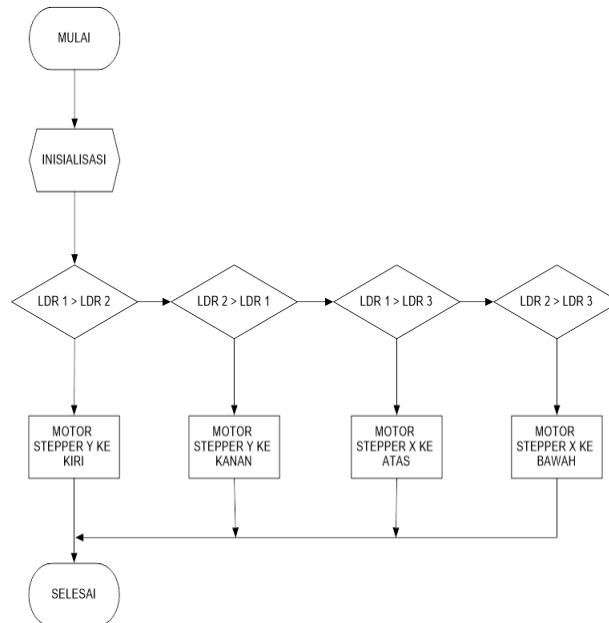 MULAI
INISIALISASI
LDR 1 > LDR 2
LDR 2 > LDR 1
LDR 1 > LDR 3
LDR 2 > LDR 3
MOTOR
STEPPER Y KE
KIRI
MOTOR
STEPPER Y KE
KANAN
MOTOR
STEPPER X KE
ATAS
MOTOR
STEPPER X KE
BAWAH
SELESAI